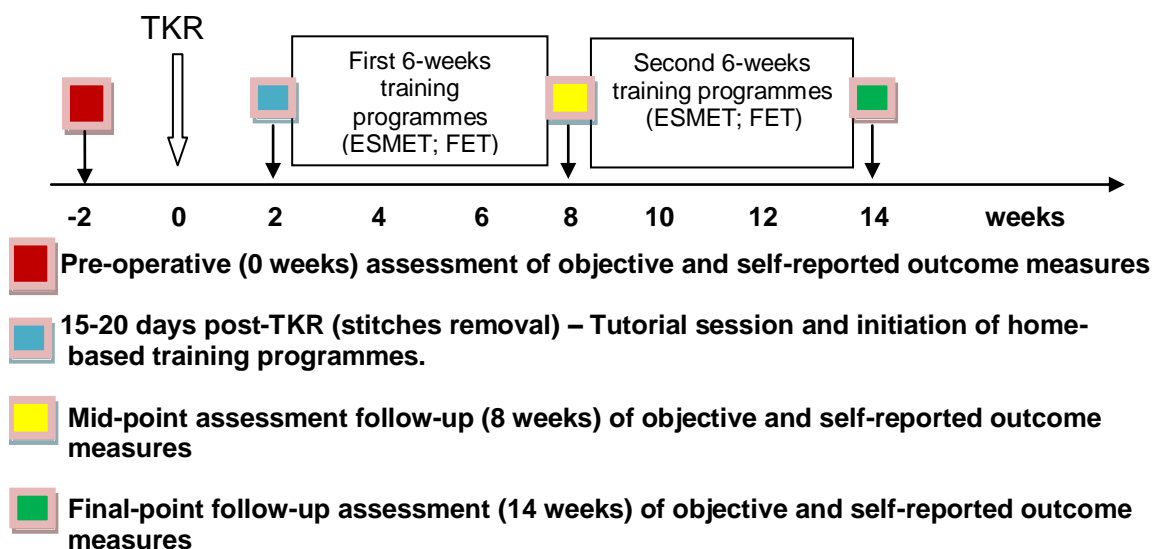 TKR
First 6-weeks
training
programmes
(ESMET; FET)
Second 6-weeks
training programmes
(ESMET; FET)
-2 0 2 4 6 8 10 12 14 weeks
Pre-operative (0 weeks) assessment of objective and self-reported outcome measures
15-20 days post-TKR (stitches removal) – Tutorial session and initiation of home-
based training programmes.
Mid-point assessment follow-up (8 weeks) of objective and self-reported outcome
measures
Final-point follow-up assessment (14 weeks) of objective and self-reported outcome
measures